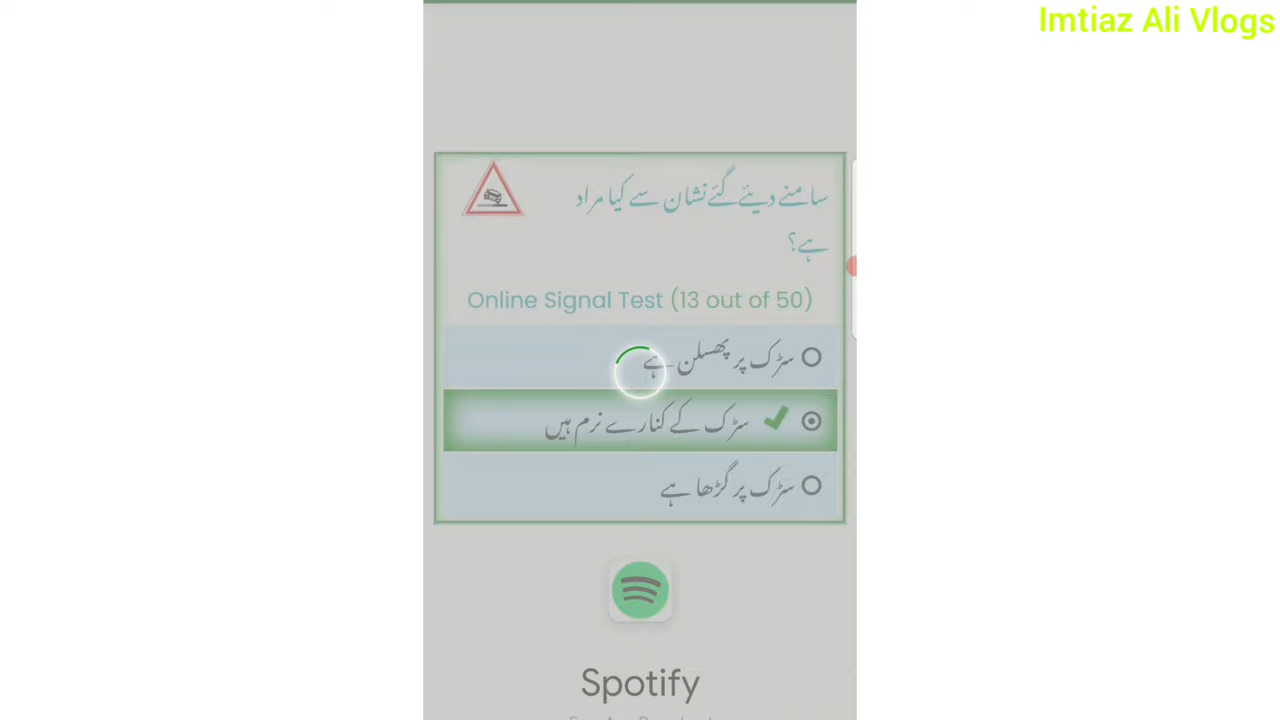 Imtiaz Ali Vlogs
سامنے دیئے گئے نشان سے کیا مراد
ہے؟
Online Signal Test (13 out of 50)
سڑک پر پھسلن ہے
سڑک کے کنارے نرم ہیں
سڑک پر گڑھا ہے
Spotify